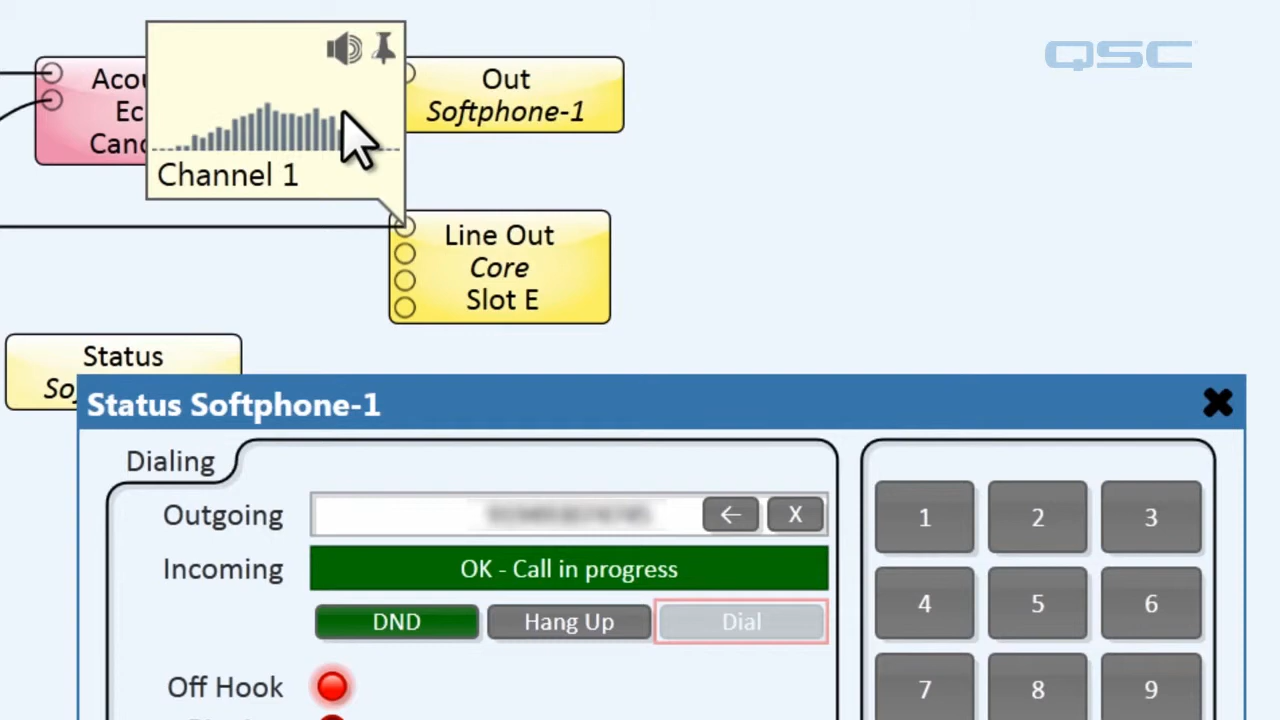 QSC
Acou
Ec
Canc
Out
Softphone-1
Channel 1
Line Out
Core
Slot E
Status
So
Status Softphone-1
Dialing
Outgoing
X
Incoming
OK - Call in progress
DND
Hang Up
Dial
Off Hook
1
2
3
4
5
6
7
8
9